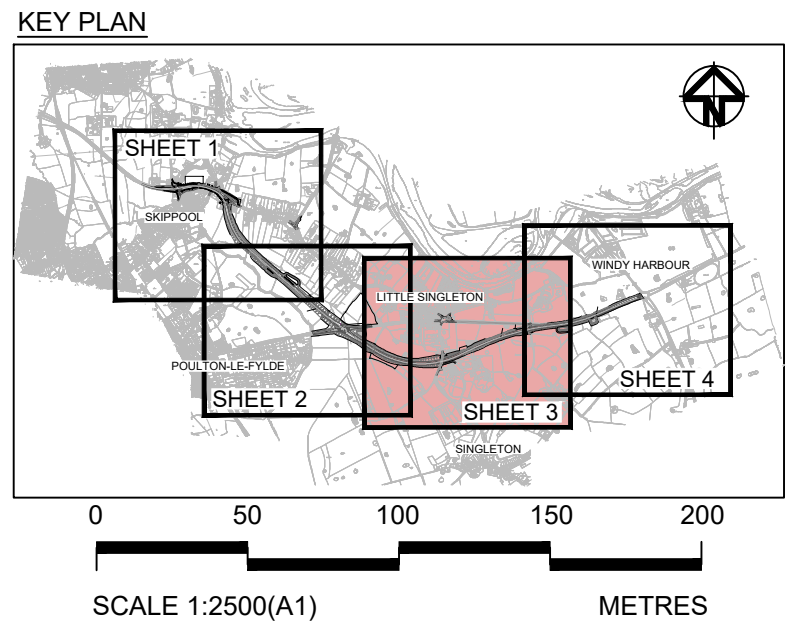 KEY PLAN
N
SHEET 1
SKIPPOOL
WINDY HARBOUR
LITTLE SINGLETON
POULTON-LE-FYLDE
SHEET 4
SHEET 2
SHEET 3
SINGLETON
0 50 100 150 200
SCALE 1:2500(A1) METRES